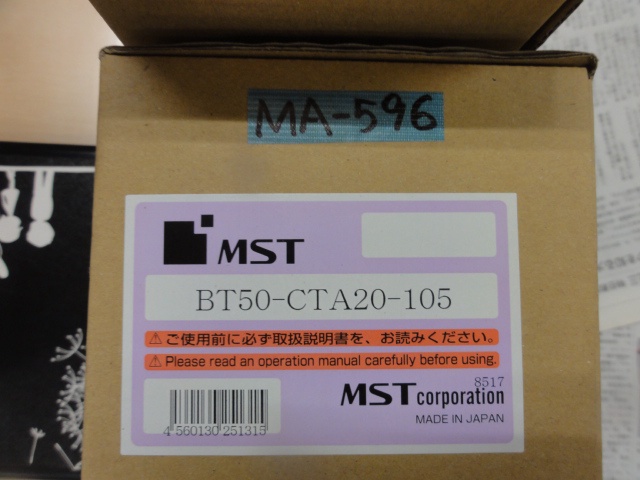 MA-596
MST
BT50-CTA20-105
ご使用前に必ず取扱説明書を、お読みください。
Please read an operation manual carefully before using.
8517
MST corporation
4 560130 251315
MADE IN JAPAN